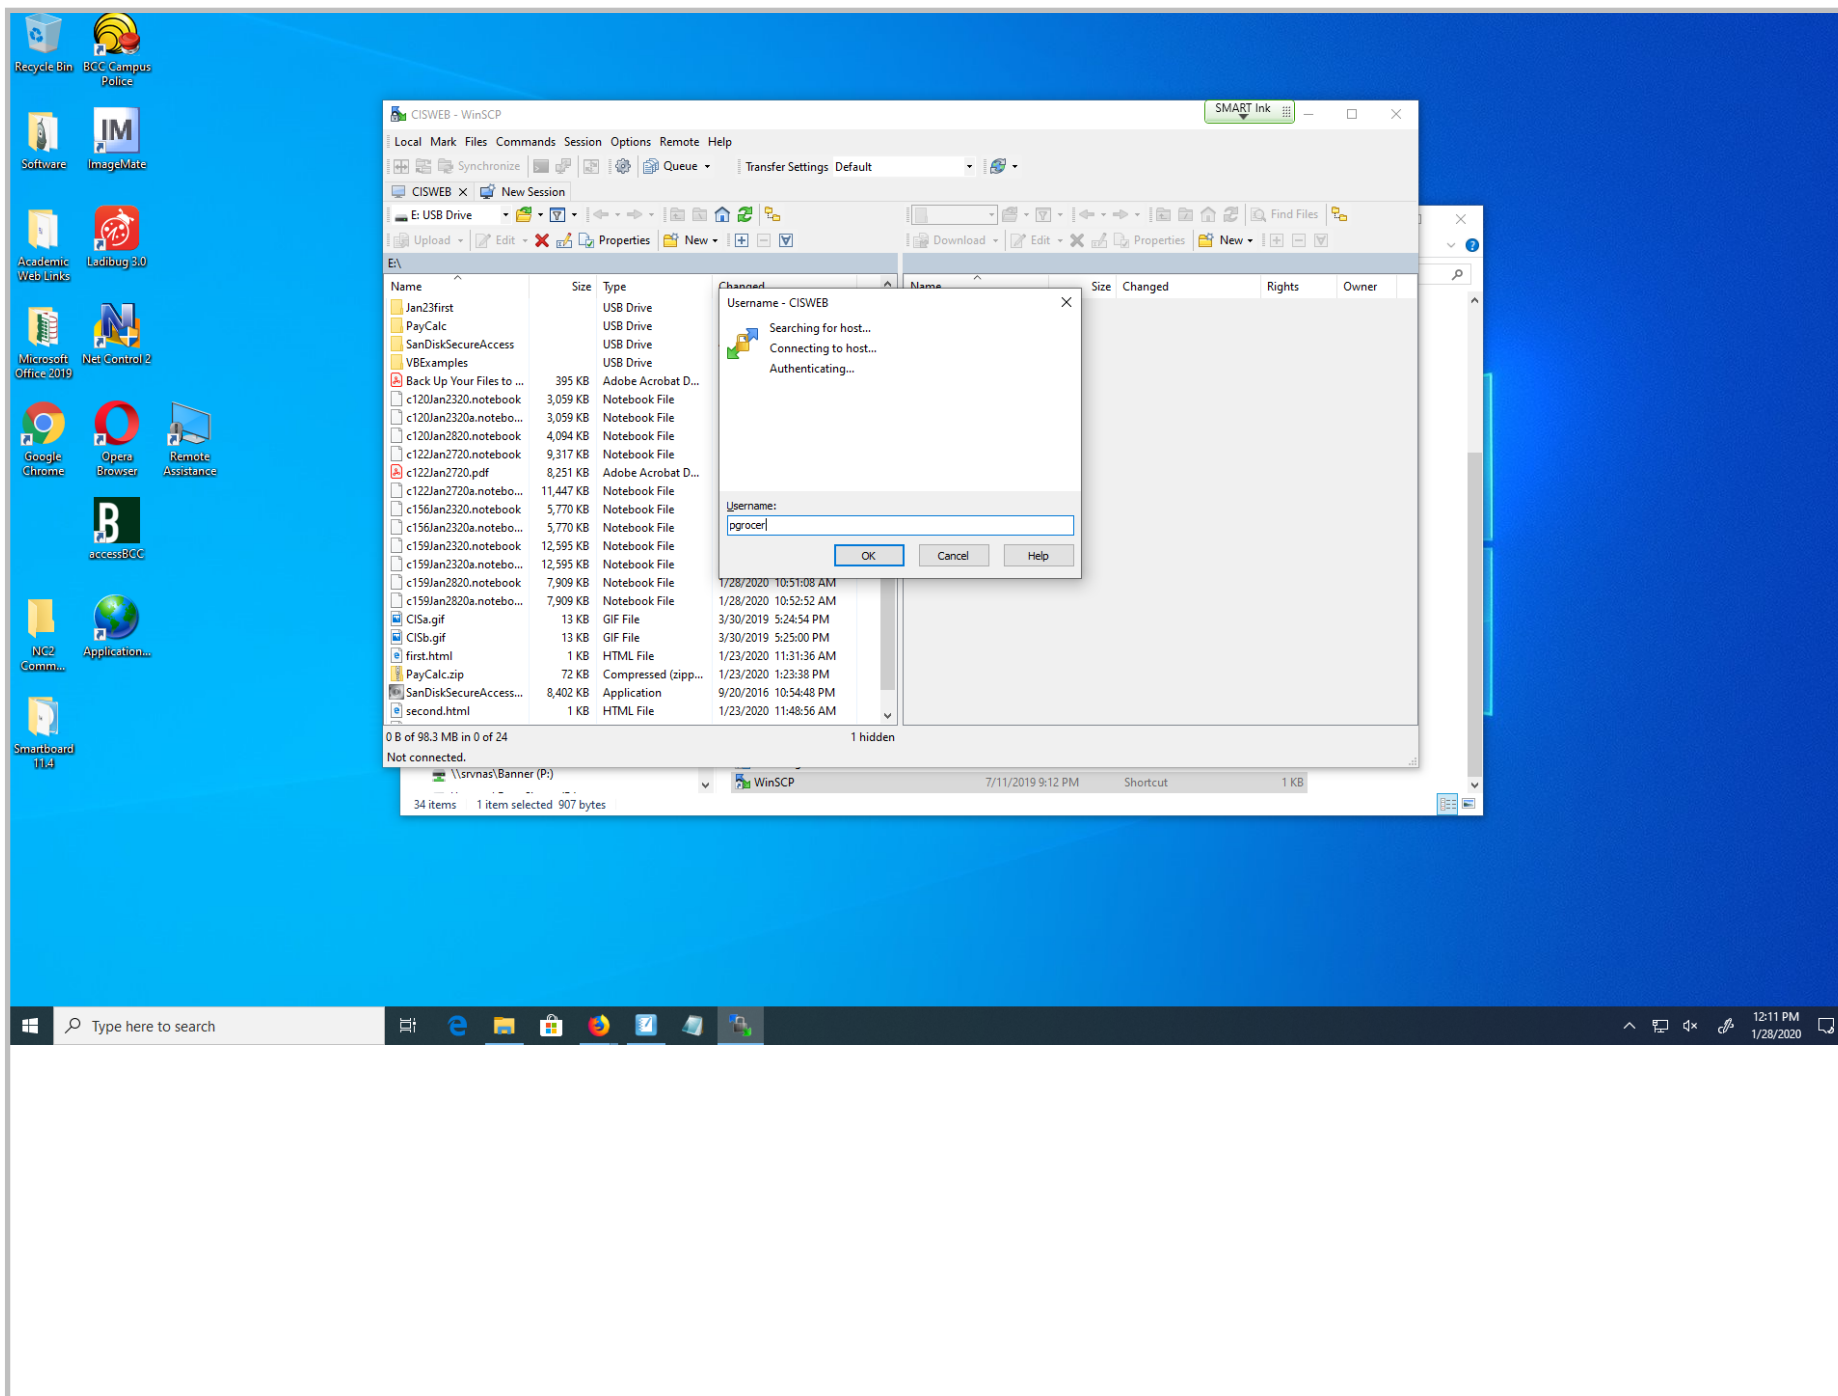 Recycle Bin
BCC Campus
Police
Software
ImageMate
Academic
Web Links
Ladibug 3.0
Microsoft
Office 2019
Net Control 2
Google
Chrome
Opera
Browser
Remote
Assistance
accessBCC
NC2
Comm...
Application...
Smartboard
11.4
CISWEB - WinSCP
SMART Ink
Local Mark Files Commands Session Options Remote Help
Synchronize Queue Transfer Settings Default
CISWEB New Session
E: USB Drive Find Files
Upload Edit Properties New Download Edit Properties New
E:\
Name Size Type Changed Name Size Changed Rights Owner
Jan23first USB Drive
PayCalc USB Drive
SanDiskSecureAccess USB Drive
VBExamples USB Drive
Back Up Your Files to ... 395 KB Adobe Acrobat D...
c120Jan2320.notebook 3,059 KB Notebook File
c120Jan2320a.notebo... 3,059 KB Notebook File
c120Jan2820.notebook 4,094 KB Notebook File
c122Jan2720.notebook 9,317 KB Notebook File
c122Jan2720.pdf 8,251 KB Adobe Acrobat D...
c122Jan2720a.notebo... 11,447 KB Notebook File
c156Jan2320.notebook 5,770 KB Notebook File
c156Jan2320a.notebo... 5,770 KB Notebook File
c159Jan2320.notebook 12,595 KB Notebook File
c159Jan2320a.notebo... 12,595 KB Notebook File
c159Jan2820.notebook 7,909 KB Notebook File 1/28/2020 10:51:08 AM
c159Jan2820a.notebo... 7,909 KB Notebook File 1/28/2020 10:52:52 AM
CISa.gif 13 KB GIF File 3/30/2019 5:24:54 PM
CISb.gif 13 KB GIF File 3/30/2019 5:25:00 PM
first.html 1 KB HTML File 1/23/2020 11:31:36 AM
PayCalc.zip 72 KB Compressed (zipp... 1/23/2020 1:23:38 PM
SanDiskSecureAccess... 8,402 KB Application 9/20/2016 10:54:48 PM
second.html 1 KB HTML File 1/23/2020 11:48:56 AM
0 B of 98.3 MB in 0 of 24 1 hidden
Not connected.
Username - CISWEB
Searching for host...
Connecting to host...
Authenticating...
Username:
pgrocer
OK Cancel Help
\\srvnas\Banner (P:)
WinSCP 7/11/2019 9:12 PM Shortcut 1 KB
34 items 1 item selected 907 bytes
Type here to search
12:11 PM
1/28/2020